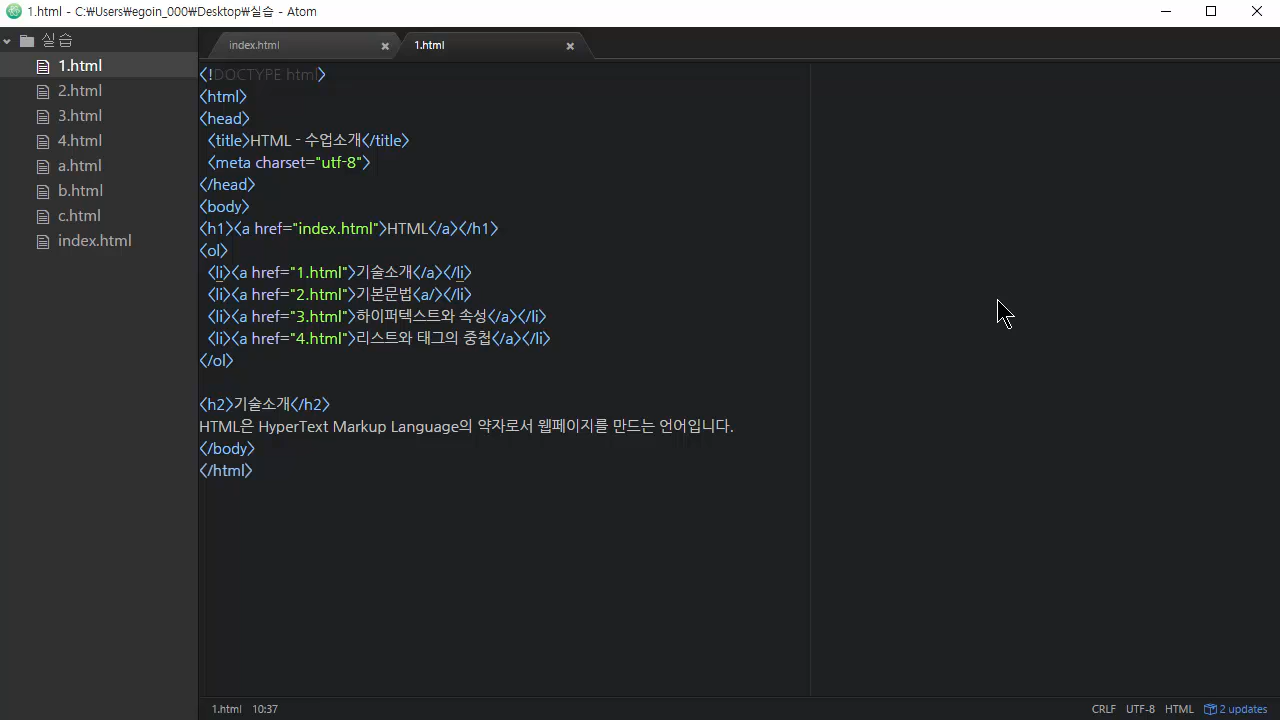 1.html - C:₩Users₩egoin_000₩Desktop₩실습 - Atom
실습
1.html
2.html
3.html
4.html
a.html
b.html
c.html
index.html
index.html
1.html
<!DOCTYPE html>
<html>
<head>
  <title>HTML - 수업소개</title>
  <meta charset="utf-8">
</head>
<body>
<h1><a href="index.html">HTML</a></h1>
<ol>
  <li><a href="1.html">기술소개</a></li>
  <li><a href="2.html">기본문법<a/></li>
  <li><a href="3.html">하이퍼텍스트와 속성</a></li>
  <li><a href="4.html">리스트와 태그의 중첩</a></li>
</ol>
<h2>기술소개</h2>
HTML은 HyperText Markup Language의 약자로서 웹페이지를 만드는 언어입니다.
</body>
</html>
1.html 10:37 CRLF UTF-8 HTML 2 updates